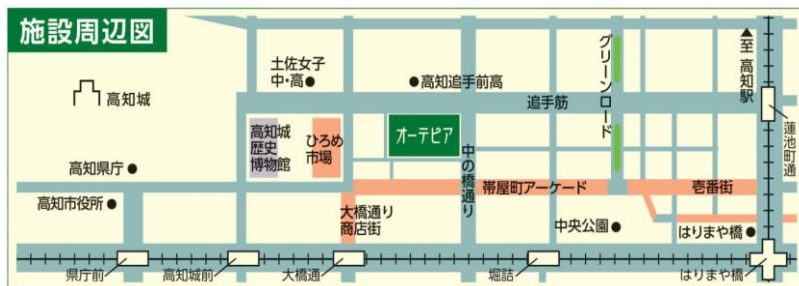 施設周辺図
高知城
土佐女子
中・高
高知追手前高
追手筋
グリーンロード
▲至 高知駅
蓮池町通
高知城
歴史
博物館
ひろめ
市場
オーテピア
中の橋通り
高知県庁
高知市役所
大橋通り
商店街
帯屋町アーケード
壱番街
中央公園
はりまや橋
県庁前
高知城前
大橋通
堀詰
はりまや橋